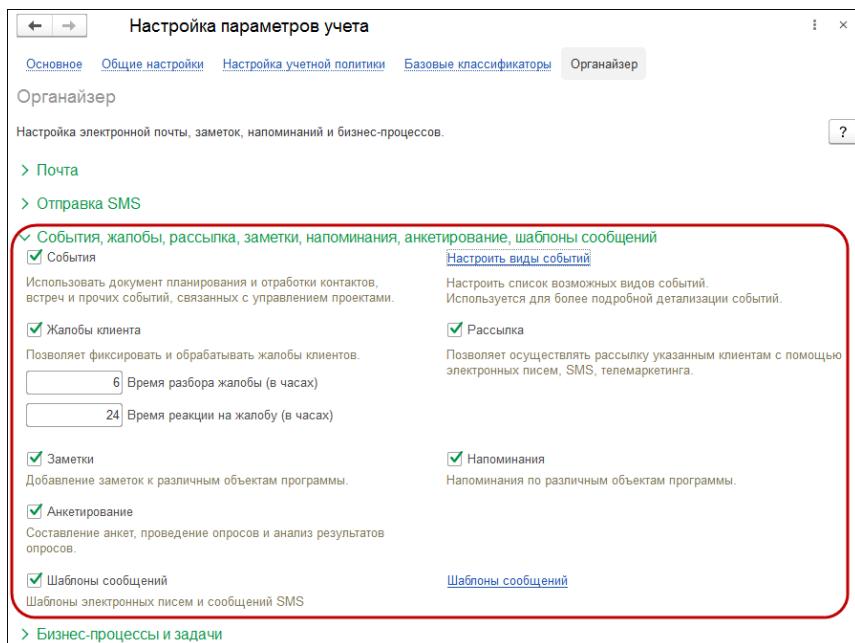 Настройка параметров учета
Основное Общие настройки Настройка учетной политики Базовые классификаторы Органайзер
Органайзер
Настройка электронной почты, заметок, напоминаний и бизнес-процессов. ?
Почта
Отправка SMS
События, жалобы, рассылка, заметки, напоминания, анкетирование, шаблоны сообщений
События Настроить виды событий
Использовать документ планирования и отработки контактов, Настроить список возможных видов событий.
встреч и прочих событий, связанных с управлением проектами. Используется для более подробной детализации событий.
Жалобы клиента Рассылка
Позволяет фиксировать и обрабатывать жалобы клиентов. Позволяет осуществлять рассылку указанным клиентам с помощью
электронных писем, SMS, телемаркетинга.
6 Время разбора жалобы (в часах)
24 Время реакции на жалобу (в часах)
Заметки Напоминания
Добавление заметок к различным объектам программы. Напоминания по различным объектам программы.
Анкетирование
Составление анкет, проведение опросов и анализ результатов
опросов.
Шаблоны сообщений Шаблоны сообщений
Шаблоны электронных писем и сообщений SMS
Бизнес-процессы и задачи